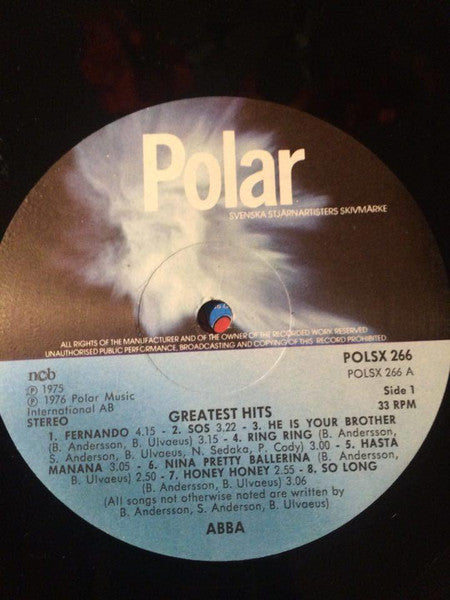 Polar
SVENSKA STJÄRNARTISTERS SKIVMÄRKE
ALL RIGHTS OF THE MANUFACTURER AND OF THE OWNER OF THE RECORDED WORK RESERVED
UNAUTHORISED PUBLIC PERFORMANCE, BROADCASTING AND COPYING OF THIS RECORD PROHIBITED
ncb
℗ 1975
℗ 1976 Polar Music
International AB
STEREO
POLSX 266
POLSX 266 A
Side 1
33 RPM
GREATEST HITS
1. FERNANDO 4.15 - 2. SOS 3.22 - 3. HE IS YOUR BROTHER
(B. Andersson, B. Ulvaeus) 3.15 - 4. RING RING (B. Andersson,
S. Andersson, B. Ulvaeus, N. Sedaka, P. Cody) 3.00 - 5. HASTA
MANANA 3.05 - 6. NINA PRETTY BALLERINA (B. Andersson,
B. Ulvaeus) 2.50 - 7. HONEY HONEY 2.55 - 8. SO LONG
(B. Andersson, B. Ulvaeus) 3.06
(All songs not otherwise noted are written by
B. Andersson, S. Anderson, B. Ulvaeus)
ABBA